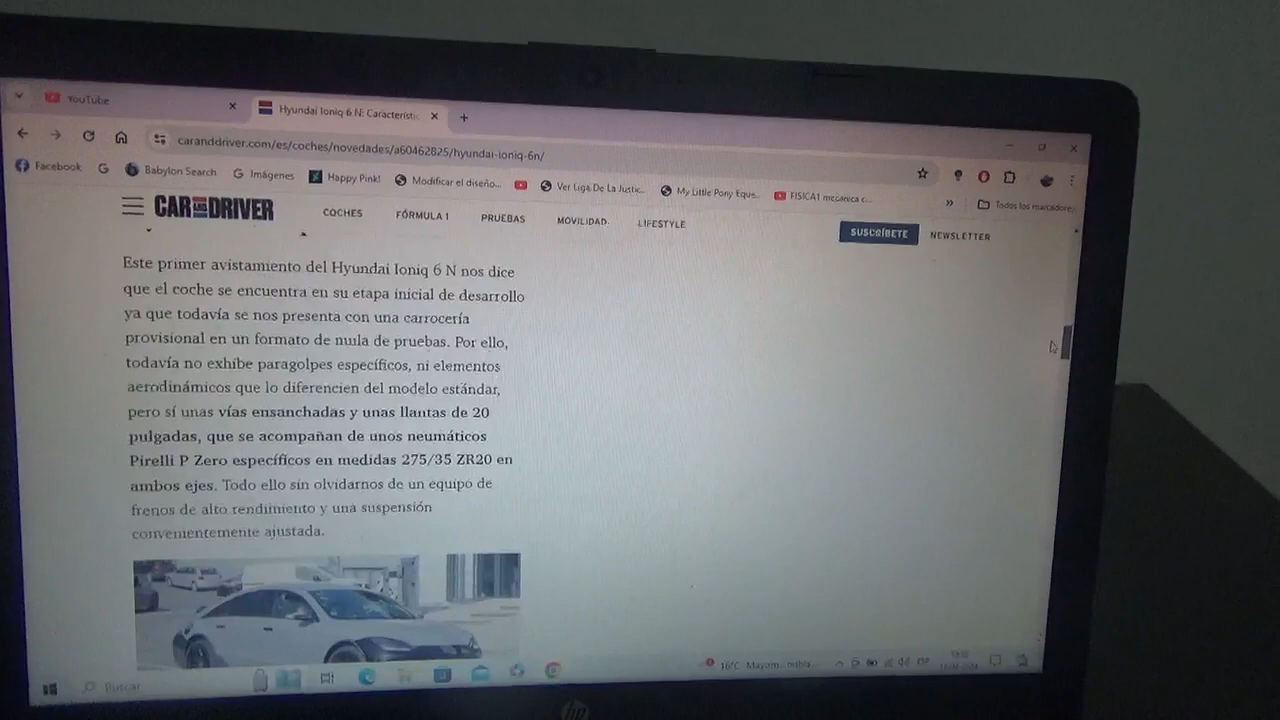 YouTube
Hyundai Ioniq 6 N: Característic
caranddriver.com/es/coches/novedades/a60462825/hyundai-ioniq-6n/
Facebook
Babylon Search
Imágenes
Happy Pink!
Modificar el diseño...
Ver Liga De La Justic...
My Little Pony Eque...
FISICA1 mecanica c...
»
Todos los marcadores
CAR AND DRIVER
COCHES
FÓRMULA 1
PRUEBAS
MOVILIDAD
LIFESTYLE
SUSCRÍBETE
NEWSLETTER
Este primer avistamiento del Hyundai Ioniq 6 N nos dice
que el coche se encuentra en su etapa inicial de desarrollo
ya que todavía se nos presenta con una carrocería
provisional en un formato de mula de pruebas. Por ello,
todavía no exhibe paragolpes específicos, ni elementos
aerodinámicos que lo diferencien del modelo estándar,
pero sí unas vías ensanchadas y unas llantas de 20
pulgadas, que se acompañan de unos neumáticos
Pirelli P Zero específicos en medidas 275/35 ZR20 en
ambos ejes. Todo ello sin olvidarnos de un equipo de
frenos de alto rendimiento y una suspensión
convenientemente ajustada.
Buscar
16°C Mayorm. nubla...
ESP
hp